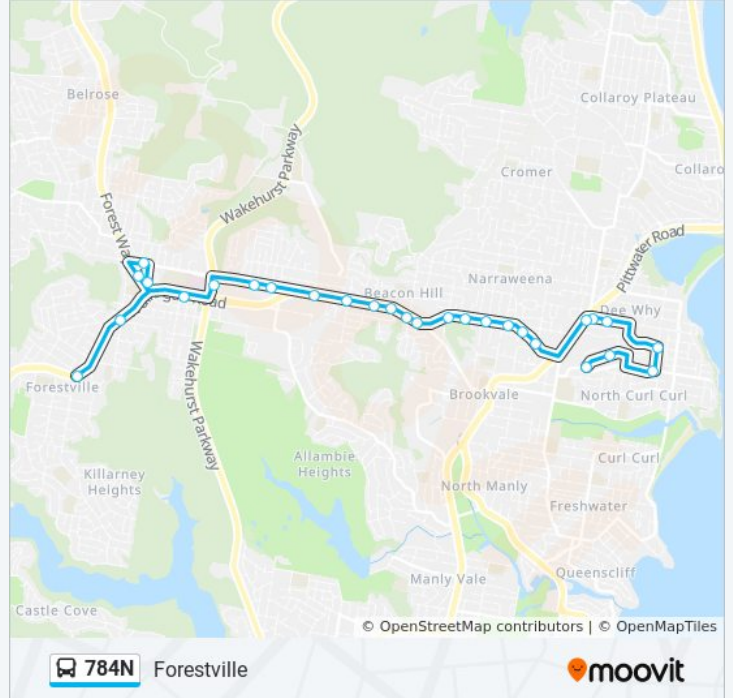 Belrose
Collaroy Plateau
Wakehurst Parkway
Cromer
Collaro
Forest Wa
Pittwater Road
Narraweena
Beacon Hill
Dee Why
Road
Forestville
Wakehurst Parkway
Brookvale
North Curl Curl
Allambie
Heights
Curl Curl
Killarney
Heights
North Manly
Freshwater
Manly Vale
Queenscliff
Castle Cove
© OpenStreetMap contributors | © OpenMapTiles
784N Forestville
moovit